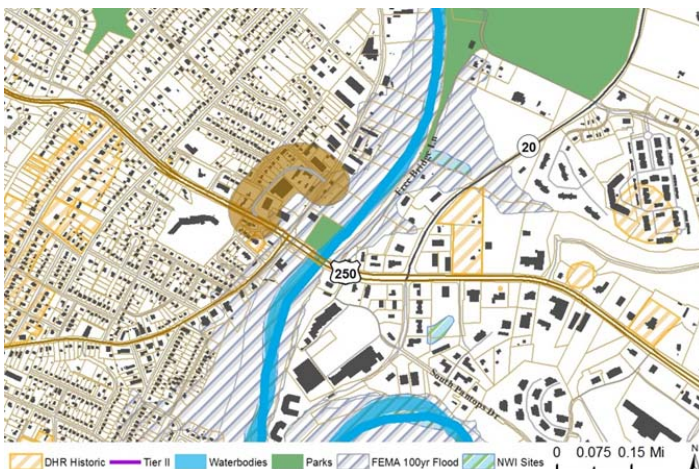 20
Free Bridge Ln
250
South Pantops Dr
DHR Historic Tier II Waterbodies Parks FEMA 100yr Flood NWI Sites
0 0.075 0.15 Mi